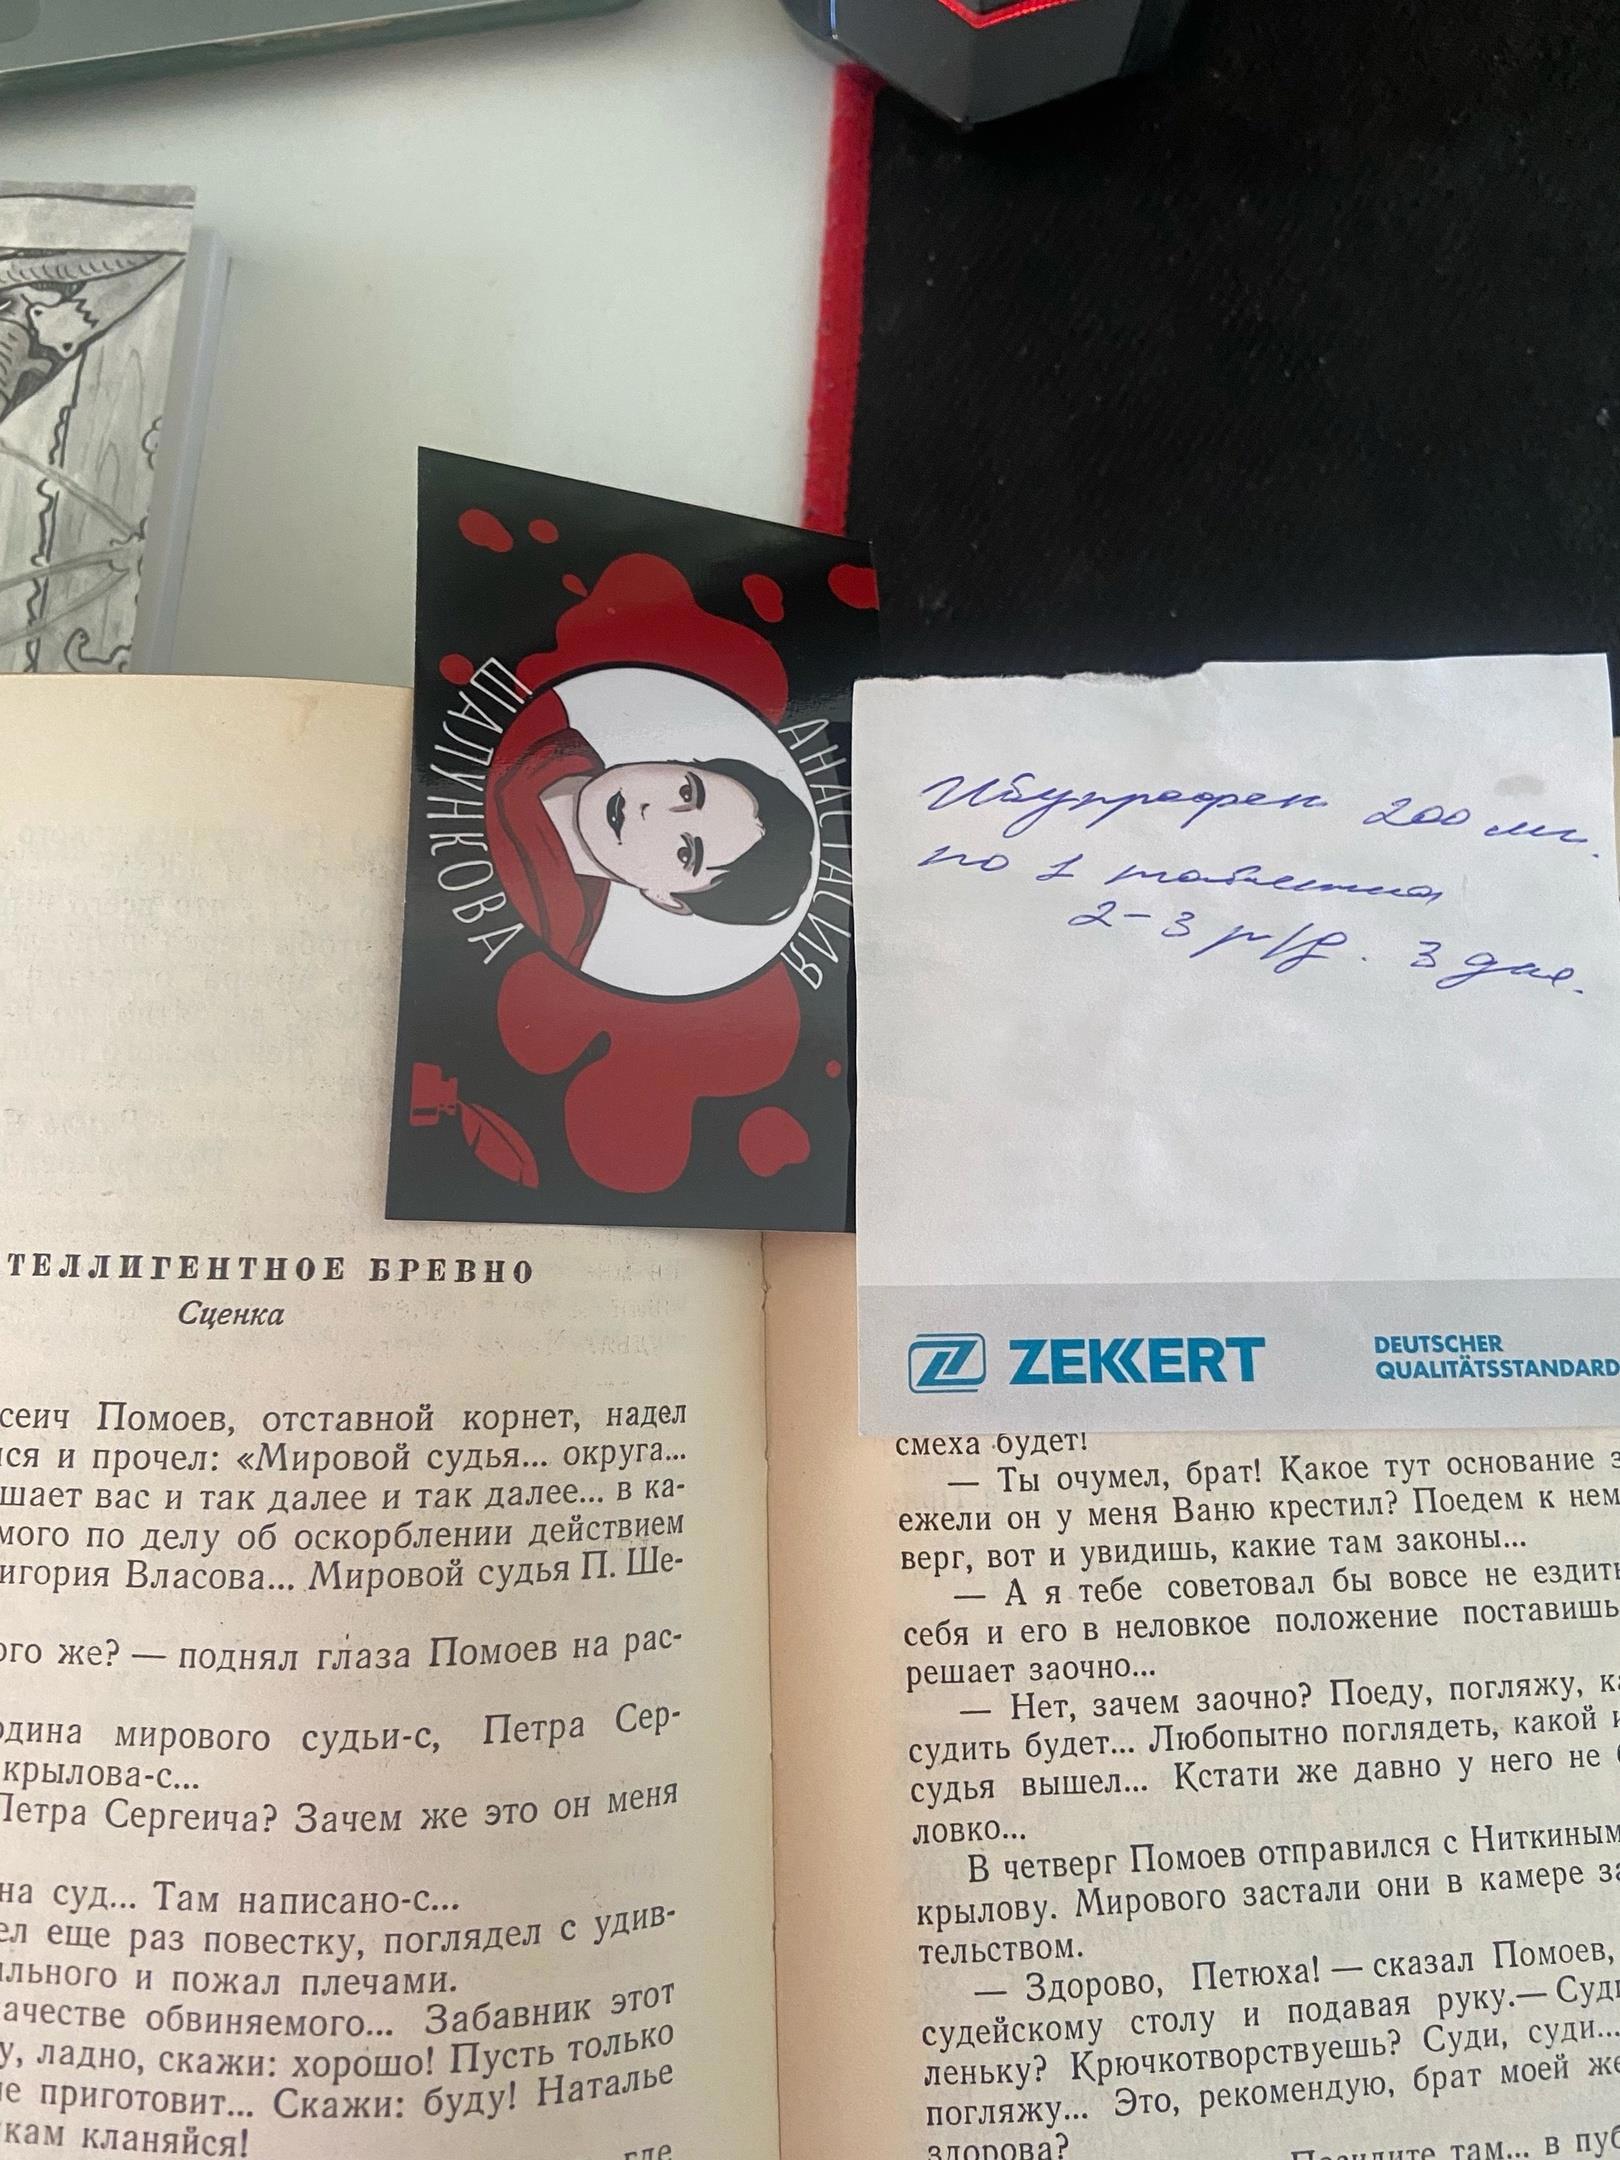 ШАЛУНКОВА
АНАСТАСИЯ
Ибупрофен 200 мг.
по 1 таблетке
2-3 р/д. 3 дня.
ZEKKERT
DEUTSCHER
QUALITÄTSSTANDARD
ТЕЛЛИГЕНТНОЕ БРЕВНО
Сценка
сеич Помоев, отставной корнет, надел
ся и прочел: «Мировой судья... округа...
шает вас и так далее и так далее... в ка-
мого по делу об оскорблении действием
игория Власова... Мировой судья П. Ше-
ого же? — поднял глаза Помоев на рас-
одина мирового судьи-с, Петра Сер-
крылова-с...
Петра Сергеича? Зачем же это он меня
на суд... Там написано-с...
ел еще раз повестку, поглядел с удив-
льного и пожал плечами.
ачестве обвиняемого... Забавник этот
у, ладно, скажи: хорошо! Пусть только
е приготовит... Скажи: буду! Наталье
кам кланяйся!
где
смеха будет!
— Ты очумел, брат! Какое тут основание з
ежели он у меня Ваню крестил? Поедем к нем
верг, вот и увидишь, какие там законы...
— А я тебе советовал бы вовсе не ездить
себя и его в неловкое положение поставишь
решает заочно...
— Нет, зачем заочно? Поеду, погляжу, ка
судить будет... Любопытно поглядеть, какой и
судья вышел... Кстати же давно у него не б
ловко...
В четверг Помоев отправился с Ниткиным
крылову. Мирового застали они в камере за
тельством.
— Здорово, Петюха! — сказал Помоев,
судейскому столу и подавая руку.— Суди
леньку? Крючкотворствуешь? Суди, суди...
погляжу... Это, рекомендую, брат моей же
здорова?
Посидите там... в пуб